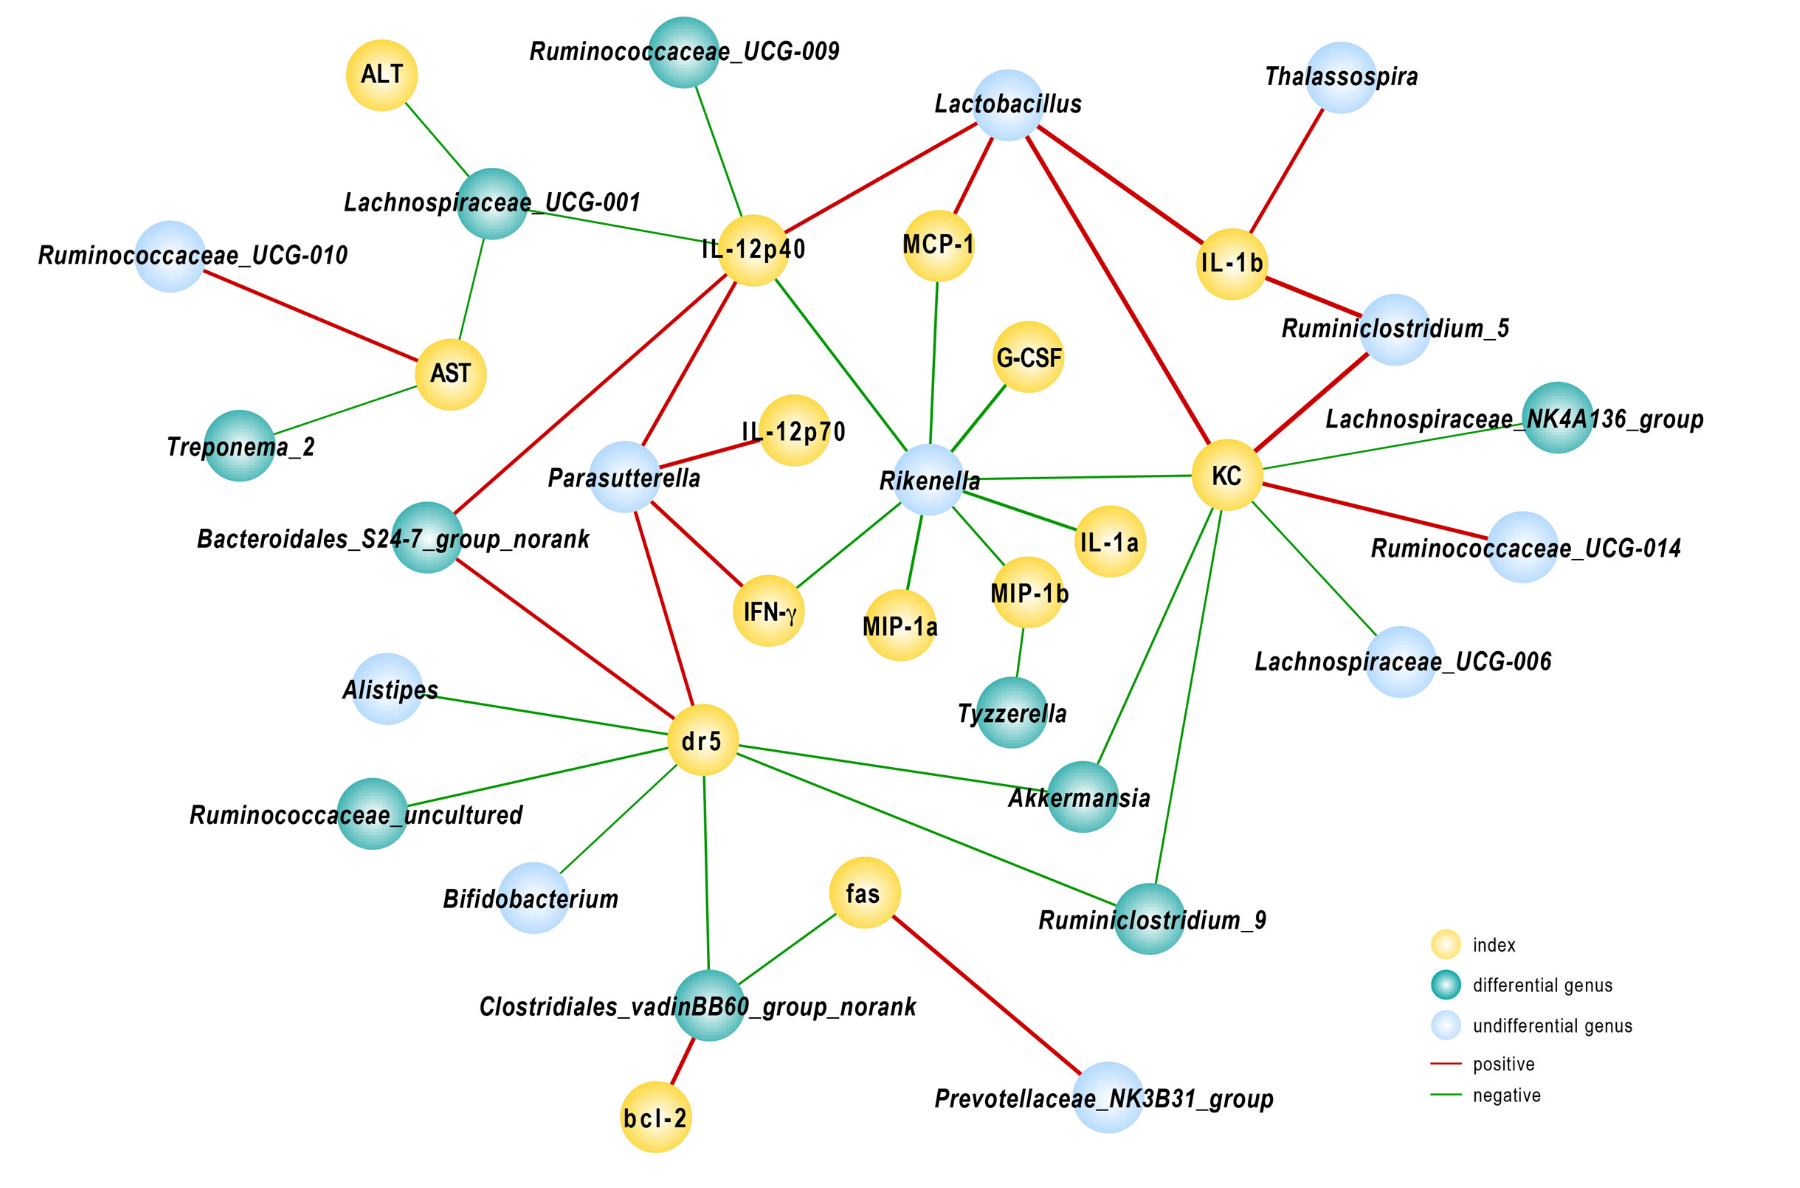 Ruminococcaceae_UCG-009
ALT
Thalassospira
Lactobacillus
Lachnospiraceae_UCG-001
Ruminococcaceae_UCG-010
IL-12p40
MCP-1
IL-1b
Ruminiclostridium_5
G-CSF
AST
Lachnospiraceae_NK4A136_group
IL-12p70
Treponema_2
Parasutterella
Rikenella
KC
Bacteroidales_S24-7_group_norank
IL-1a
Ruminococcaceae_UCG-014
MIP-1b
IFN-γ
MIP-1a
Lachnospiraceae_UCG-006
Alistipes
Tyzzerella
dr5
Akkermansia
Ruminococcaceae_uncultured
fas
Bifidobacterium
Ruminiclostridium_9
index
differential genus
Clostridiales_vadinBB60_group_norank
undifferential genus
positive
negative
Prevotellaceae_NK3B31_group
bcl-2